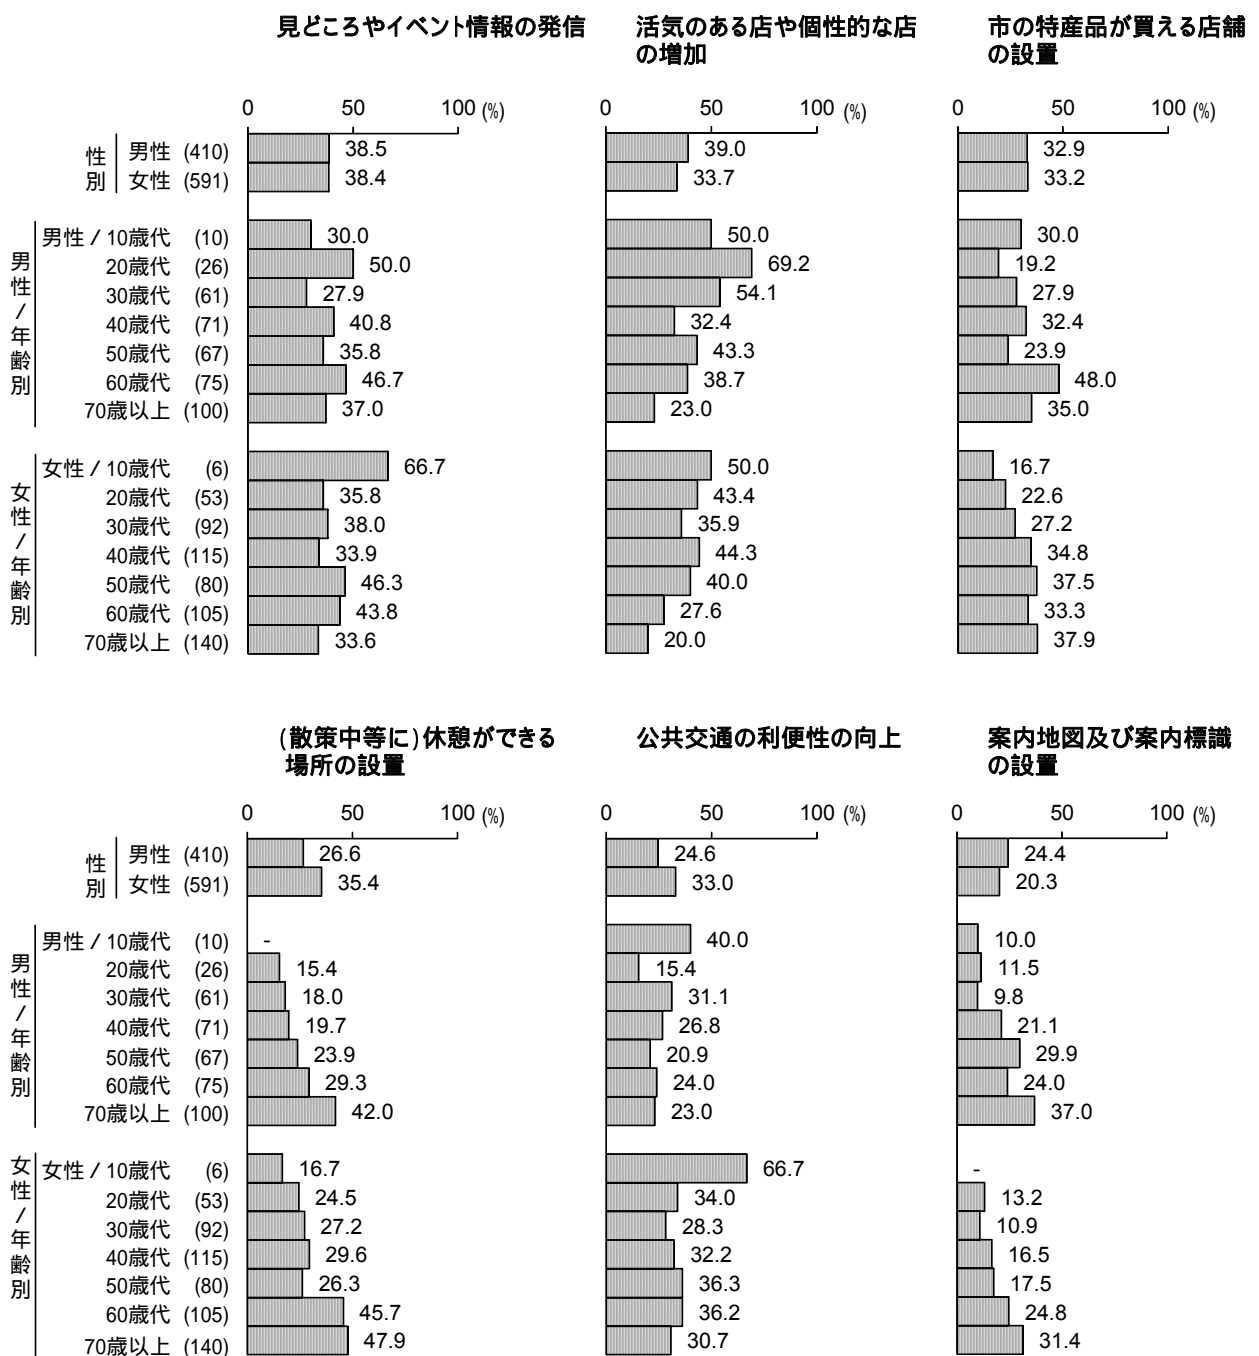 見どころやイベント情報の発信
活気のある店や個性的な店
の増加
市の特産品が買える店舗
の設置
0 50 100 (%) 0 50 100 (%) 0 50 100 (%)
性別
男性 (410) 38.5 39.0 32.9
女性 (591) 38.4 33.7 33.2
男性/年齢別
男性 / 10歳代 (10) 30.0 50.0 30.0
20歳代 (26) 50.0 69.2 19.2
30歳代 (61) 27.9 54.1 27.9
40歳代 (71) 40.8 32.4 32.4
50歳代 (67) 35.8 43.3 23.9
60歳代 (75) 46.7 38.7 48.0
70歳以上 (100) 37.0 23.0 35.0
女性/年齢別
女性 / 10歳代 (6) 66.7 50.0 16.7
20歳代 (53) 35.8 43.4 22.6
30歳代 (92) 38.0 35.9 27.2
40歳代 (115) 33.9 44.3 34.8
50歳代 (80) 46.3 40.0 37.5
60歳代 (105) 43.8 27.6 33.3
70歳以上 (140) 33.6 20.0 37.9
(散策中等に)休憩ができる
場所の設置
公共交通の利便性の向上
案内地図及び案内標識
の設置
0 50 100 (%) 0 50 100 (%) 0 50 100 (%)
性別
男性 (410) 26.6 24.6 24.4
女性 (591) 35.4 33.0 20.3
男性/年齢別
男性 / 10歳代 (10) - 40.0 10.0
20歳代 (26) 15.4 15.4 11.5
30歳代 (61) 18.0 31.1 9.8
40歳代 (71) 19.7 26.8 21.1
50歳代 (67) 23.9 20.9 29.9
60歳代 (75) 29.3 24.0 24.0
70歳以上 (100) 42.0 23.0 37.0
女性/年齢別
女性 / 10歳代 (6) 16.7 66.7 -
20歳代 (53) 24.5 34.0 13.2
30歳代 (92) 27.2 28.3 10.9
40歳代 (115) 29.6 32.2 16.5
50歳代 (80) 26.3 36.3 17.5
60歳代 (105) 45.7 36.2 24.8
70歳以上 (140) 47.9 30.7 31.4